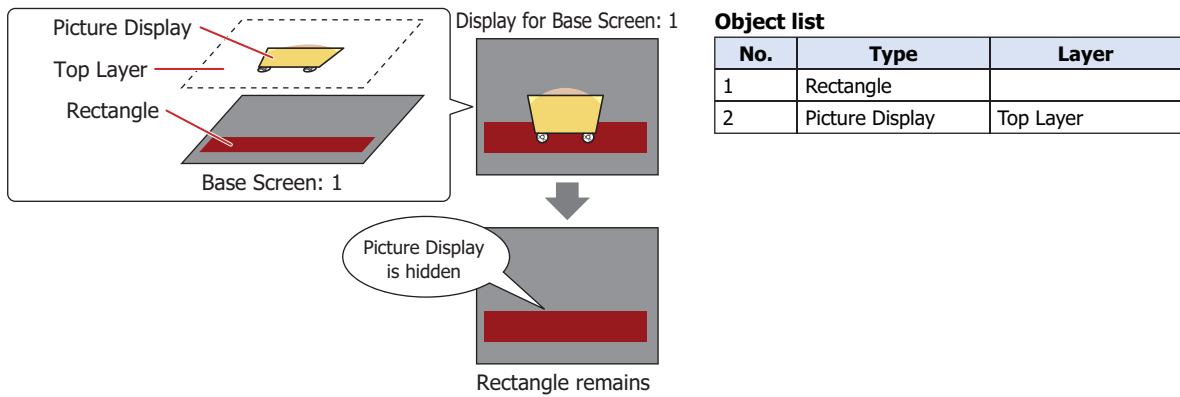 Picture Display
Top Layer
Rectangle
Base Screen: 1
Display for Base Screen: 1
Picture Display
is hidden
Rectangle remains
Object list
No. Type Layer
1 Rectangle
2 Picture Display Top Layer